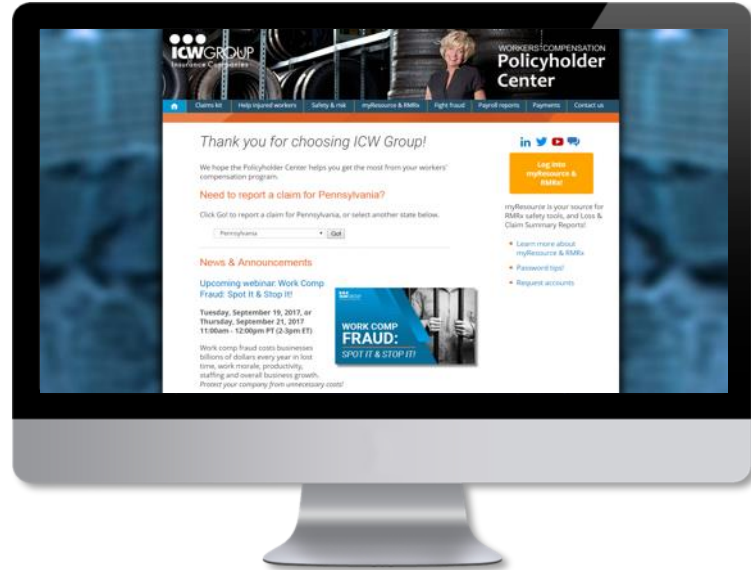 ICWGROUP
Insurance Companies
WORKERS' COMPENSATION
Policyholder
Center
Claims kit Help injured workers Safety & risk myResource & RMRx Fight fraud Payroll reports Payments Contact us
Thank you for choosing ICW Group!
We hope the Policyholder Center helps you get the most from your workers'
compensation program.
Need to report a claim for Pennsylvania?
Click Go! to report a claim for Pennsylvania, or select another state below.
Pennsylvania Go!
News & Announcements
Upcoming webinar: Work Comp
Fraud: Spot It & Stop It!
Tuesday, September 19, 2017, or
Thursday, September 21, 2017
11:00am - 12:00pm PT (2-3pm ET)
Work comp fraud costs businesses
billions of dollars every year in lost
time, work morale, productivity,
staffing and overall business growth.
Protect your company from unnecessary costs!
ICWGROUP
WORK COMP
FRAUD:
SPOT IT & STOP IT!
in
Log into
myResource &
RMRx!
myResource is your source for
RMRx safety tools, and Loss &
Claim Summary Reports!
Learn more about
myResource & RMRx
Password tips!
Request accounts